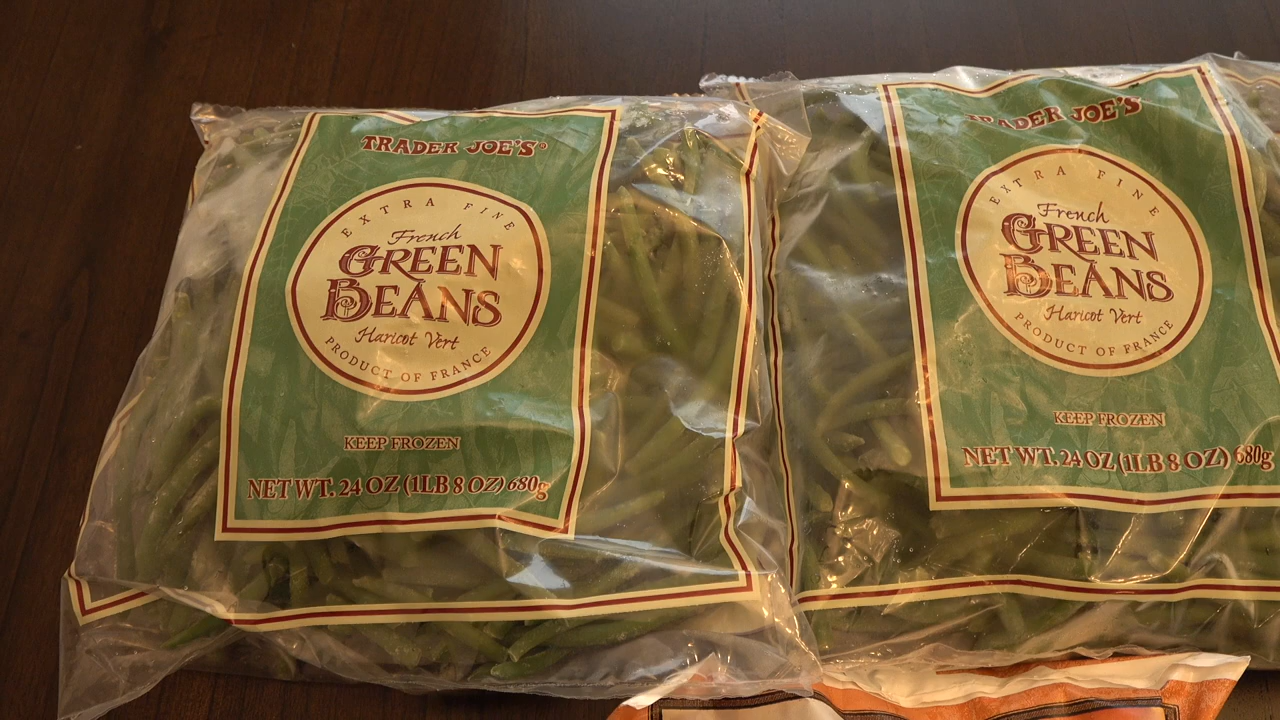 TRADER JOE'S®
EXTRA FINE
French
GREEN
BEANS
Haricot Vert
PRODUCT OF FRANCE
KEEP FROZEN
NET WT. 24 OZ (1LB 8 OZ) 680g
TRADER JOE'S
EXTRA FINE
French
GREEN
BEANS
Haricot Vert
PRODUCT OF FRANCE
KEEP FROZEN
NET WT. 24 OZ (1LB 8 OZ) 680g